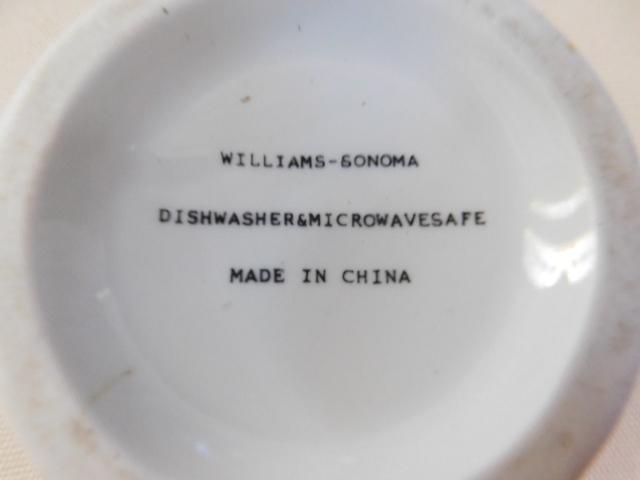 WILLIAMS-SONOMA
DISHWASHER&MICROWAVESAFE
MADE IN CHINA